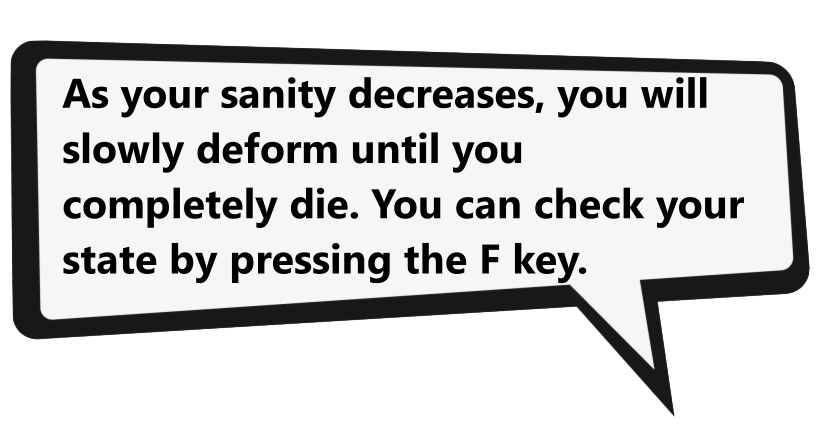 As your sanity decreases, you will
slowly deform until you
completely die. You can check your
state by pressing the F key.